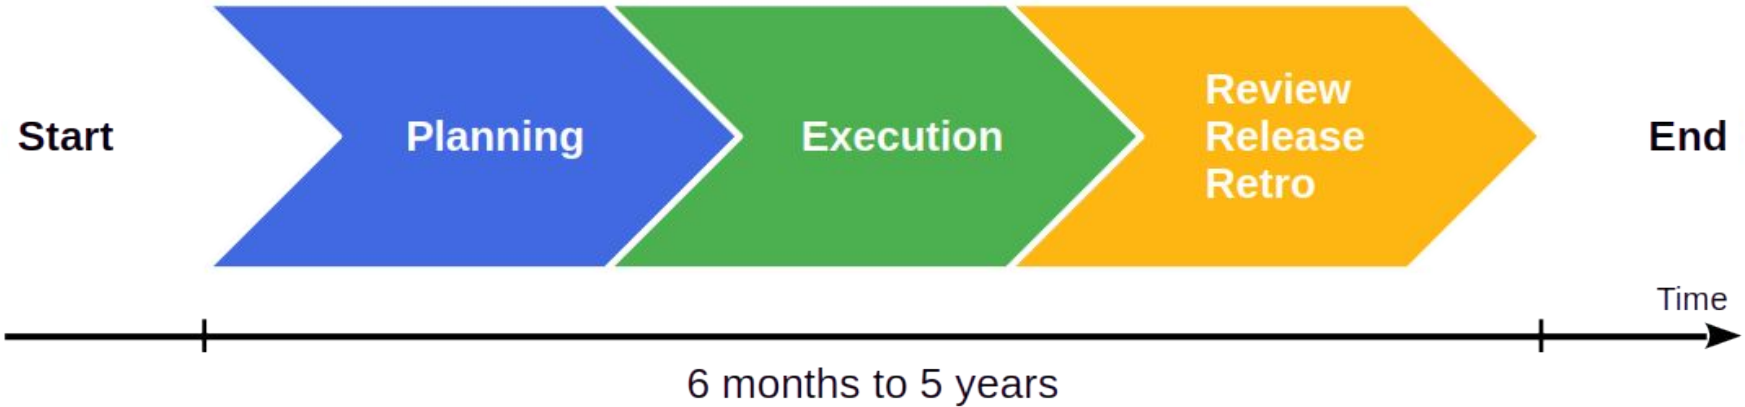 Start
Planning
Execution
Review
Release
Retro
End
Time
6 months to 5 years